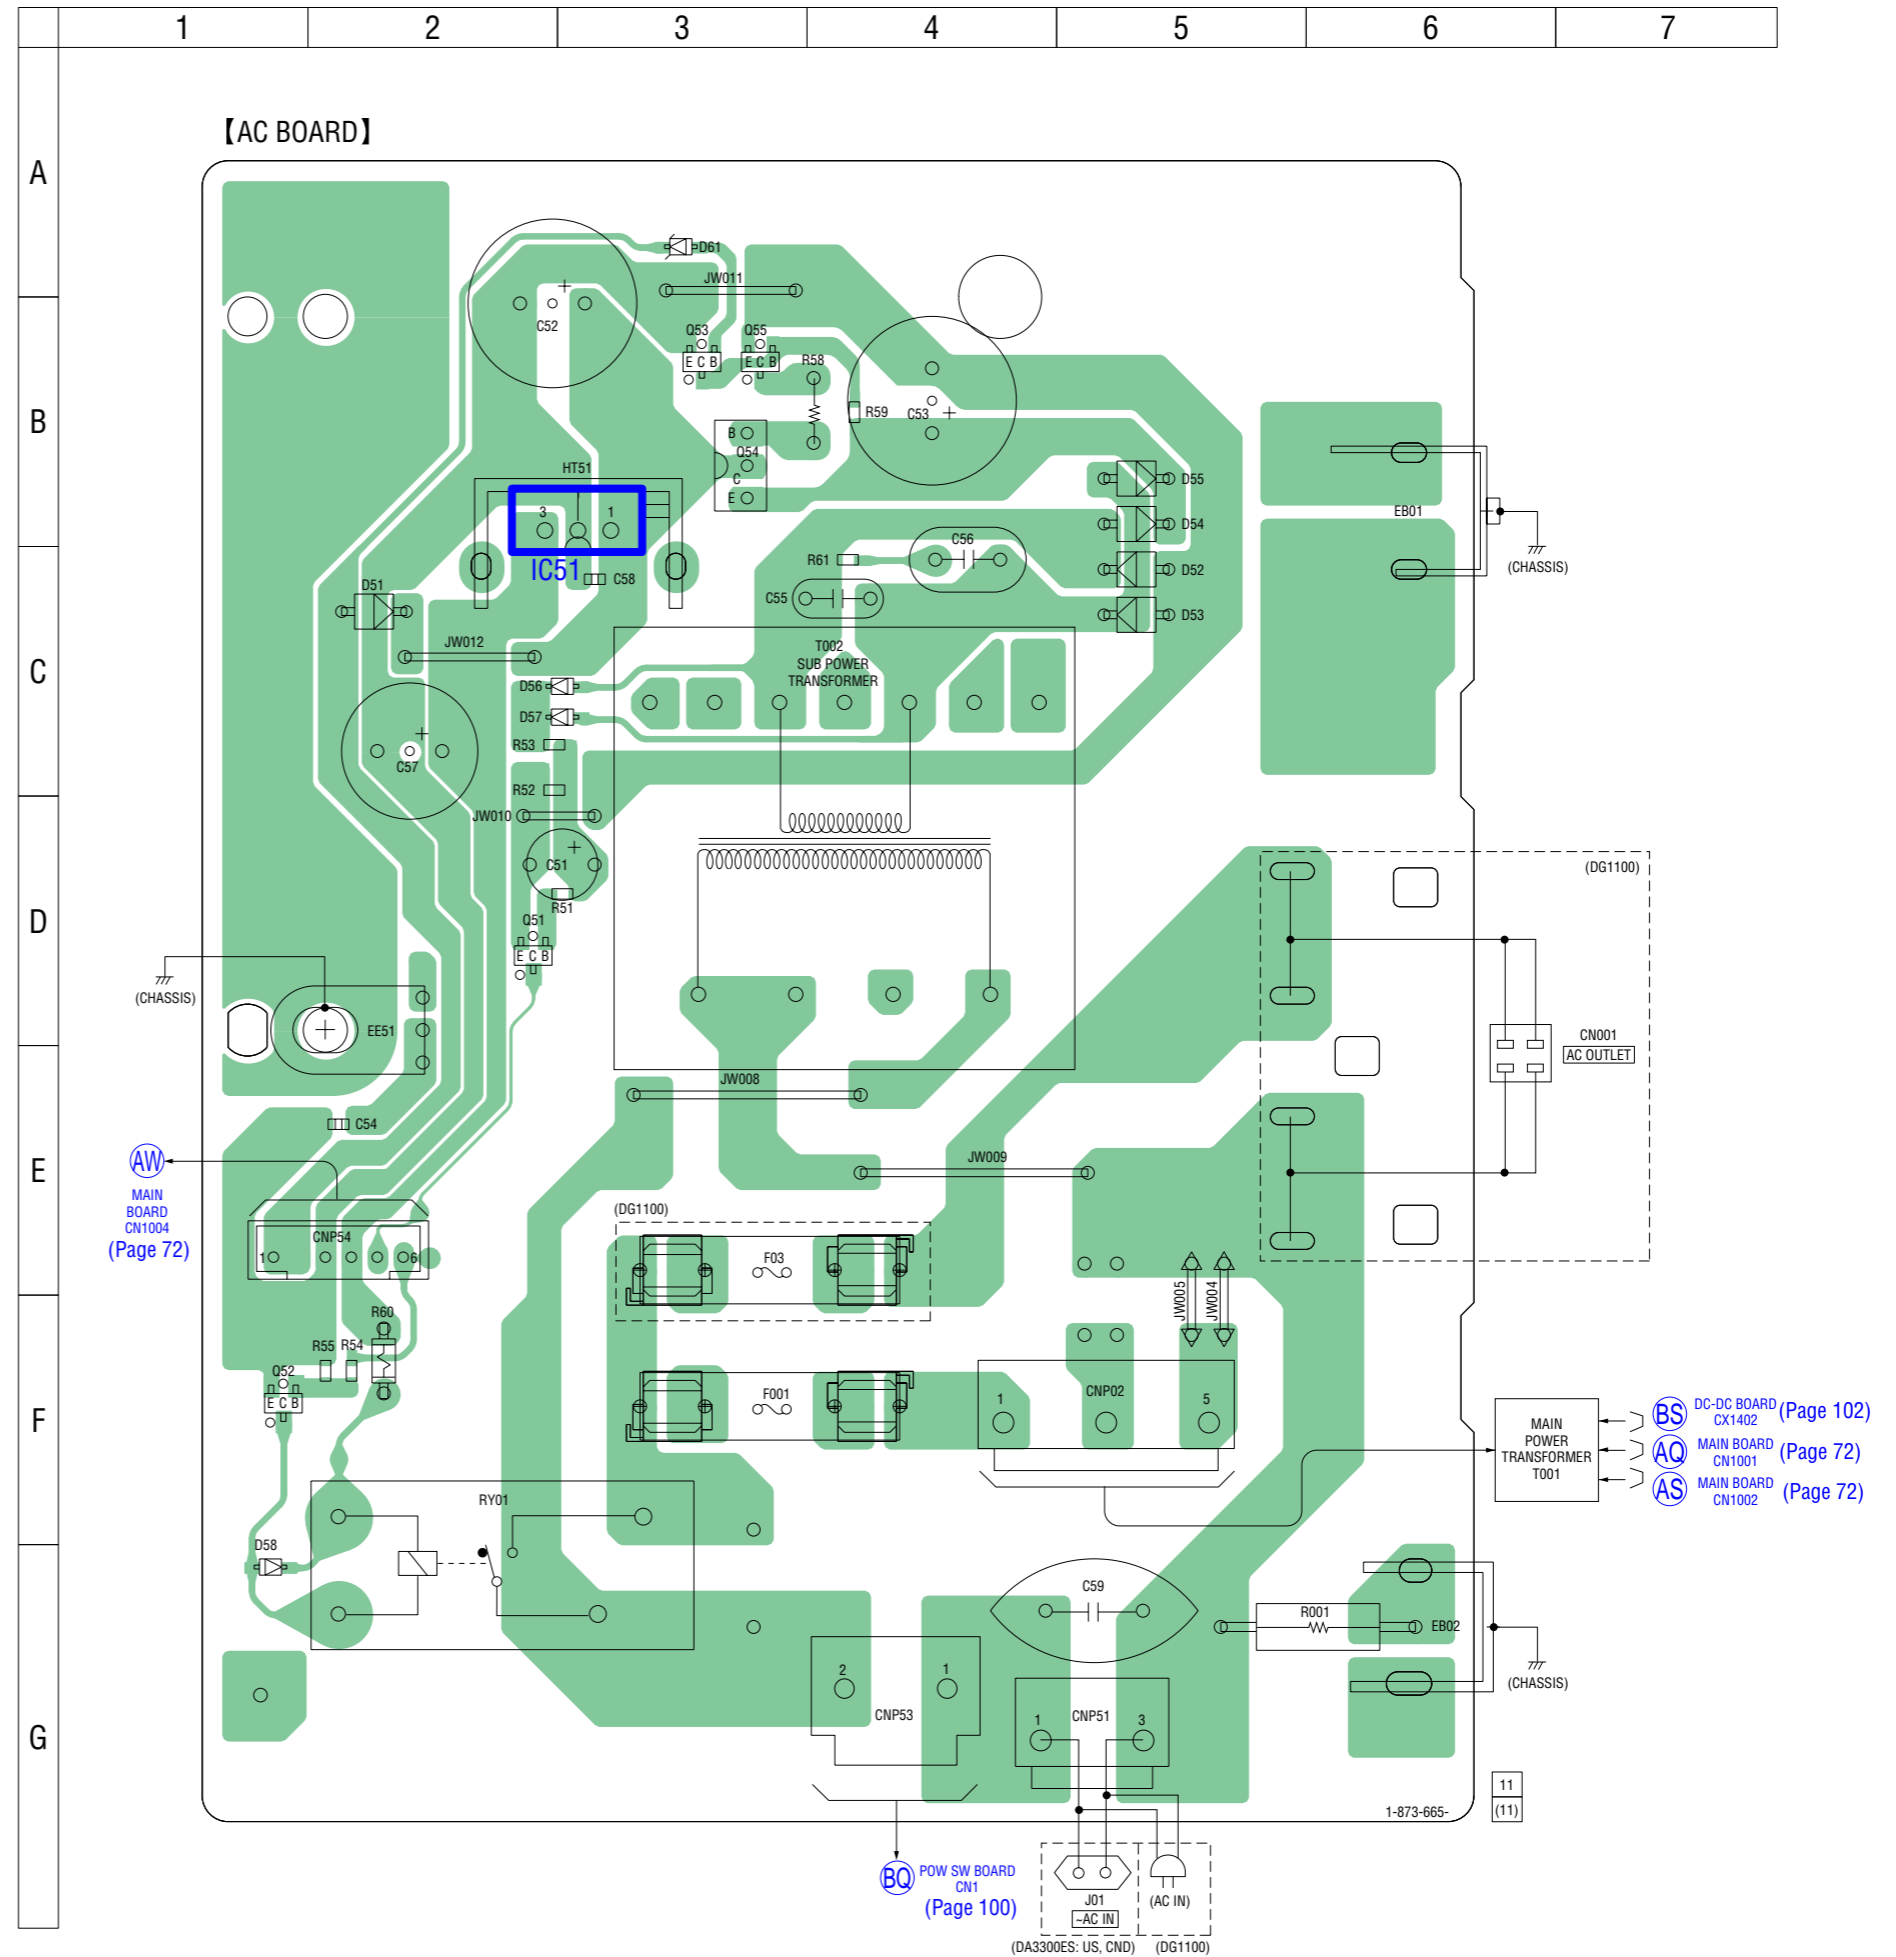 1 2 3 4 5 6 7
A
B
C
D
E
F
G
【AC BOARD】
D61
JW011
C52
Q53
E C B
Q55
E C B
R58
R59
C53
+
+
B
Q54
C
E
HT51
3
1
IC51
C58
D55
D54
D52
D53
EB01
(CHASSIS)
C56
R61
C55
D51
JW012
T002
SUB POWER
TRANSFORMER
D56
D57
R53
+
C57
R52
JW010
+
C51
R51
Q51
E C B
(DG1100)
(CHASSIS)
EE51
CN001
AC OUTLET
JW008
C54
JW009
AW
MAIN
BOARD
CN1004
(Page 72)
CNP54
1
6
(DG1100)
F03
JW005
JW004
R60
R55
R54
Q52
E C B
F001
1
CNP02
5
MAIN
POWER
TRANSFORMER
T001
BS
DC-DC BOARD
CX1402
(Page 102)
AQ
MAIN BOARD
CN1001
(Page 72)
AS
MAIN BOARD
CN1002
(Page 72)
RY01
D58
C59
R001
EB02
(CHASSIS)
2
1
CNP53
1
CNP51
3
11
(11)
1-873-665-
BQ
POW SW BOARD
CN1
(Page 100)
J01
~AC IN
(AC IN)
(DA3300ES: US, CND)
(DG1100)